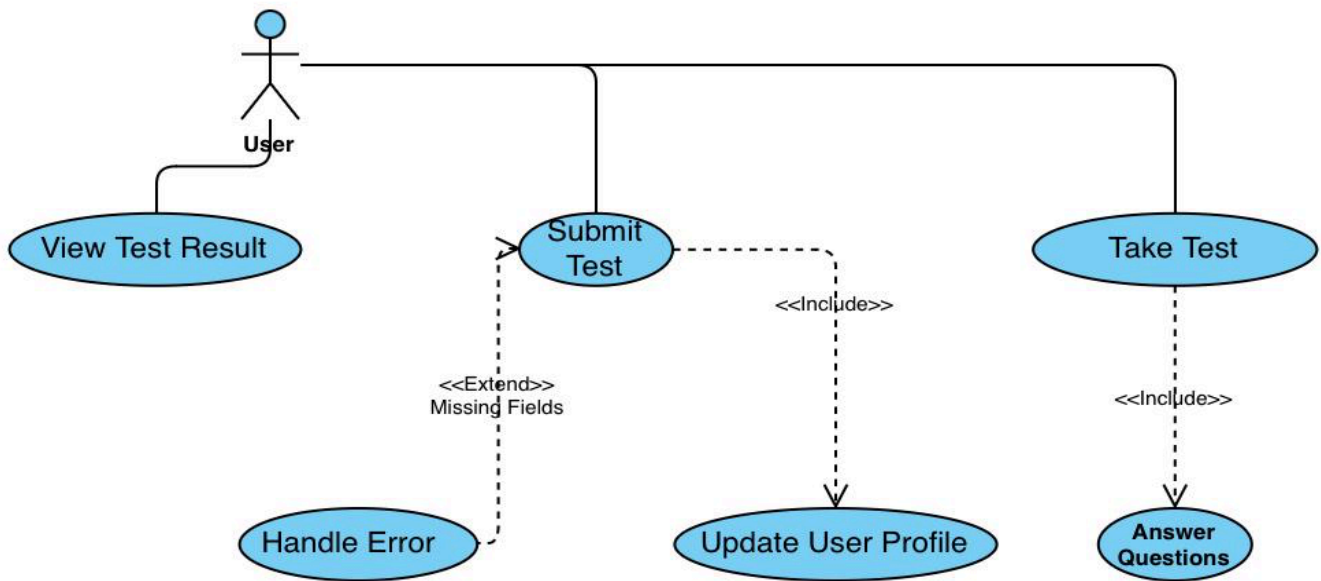 User
View Test Result
Submit
Test
Take Test
<<Include>>
<<Extend>>
Missing Fields
<<Include>>
Handle Error
Update User Profile
Answer
Questions